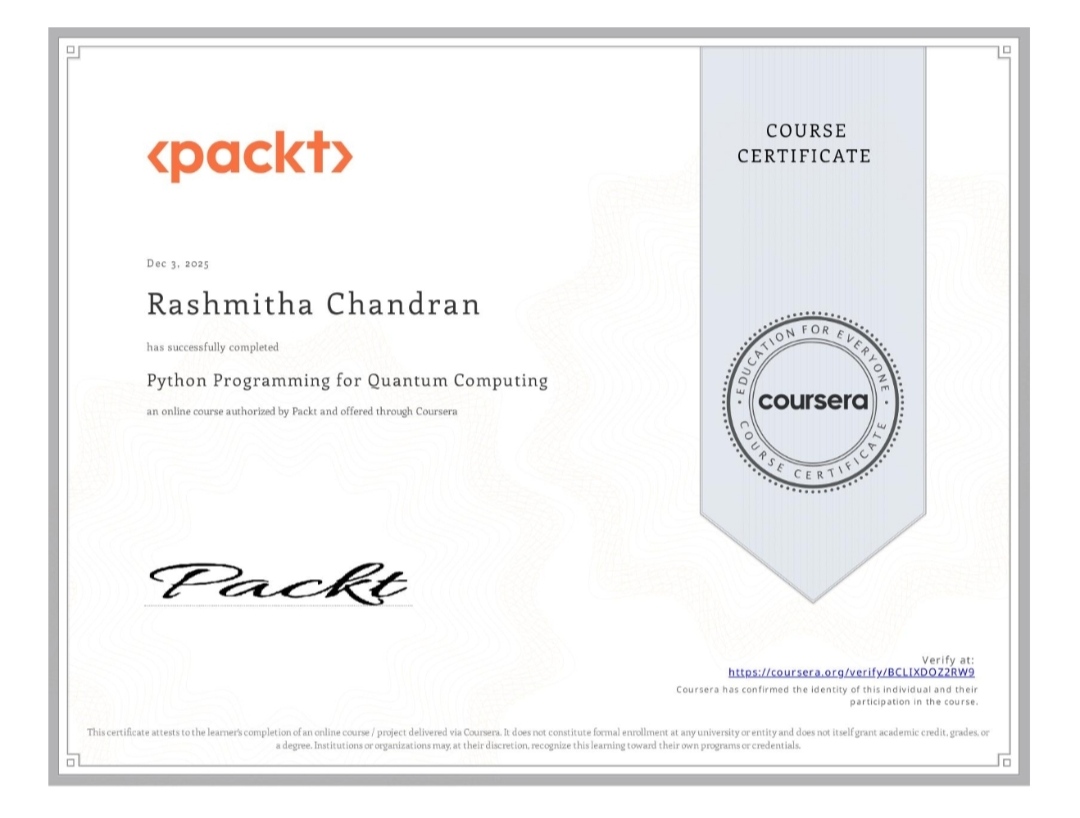 <packt>
COURSE
CERTIFICATE
Dec 3, 2025
Rashmitha Chandran
has successfully completed
Python Programming for Quantum Computing
an online course authorized by Packt and offered through Coursera
EDUCATION FOR EVERYONE
coursera
COURSE CERTIFICATE
Packt
Verify at:
https://coursera.org/verify/BCLIXDOZ2RW9
Coursera has confirmed the identity of this individual and their
participation in the course.
This certificate attests to the learner's completion of an online course / project delivered via Coursera. It does not constitute formal enrollment at any university or entity and does not itself grant academic credit, grades, or
a degree. Institutions or organizations may, at their discretion, recognize this learning toward their own programs or credentials.